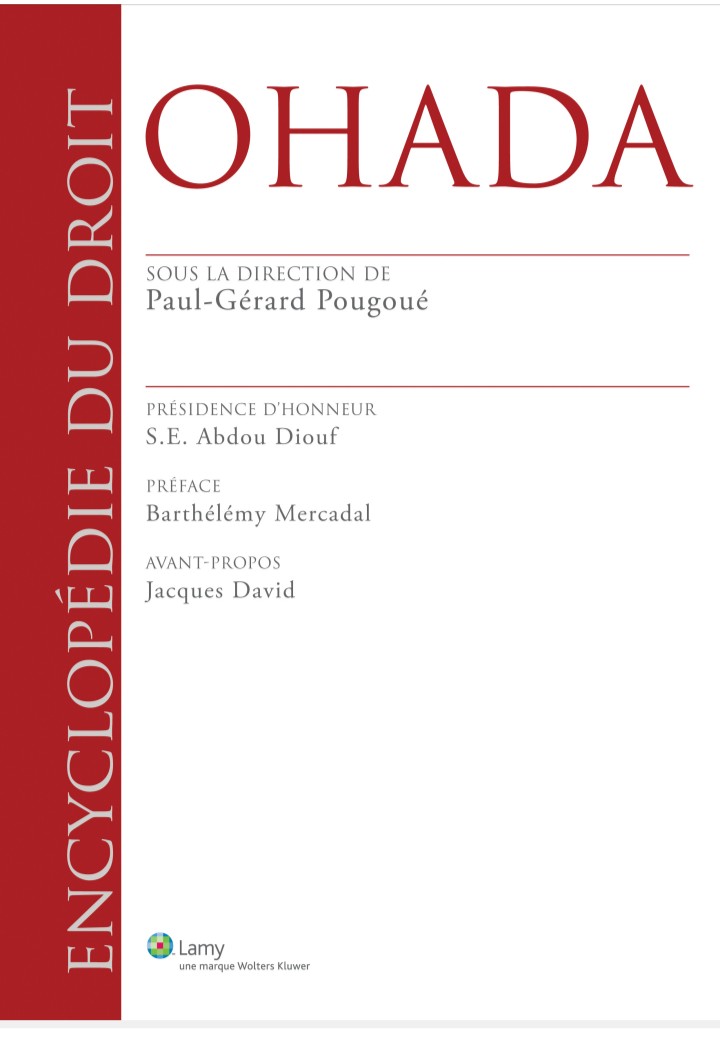 ENCYCLOPÉDIE DU DROIT
OHADA
SOUS LA DIRECTION DE
Paul-Gérard Pougoué
PRÉSIDENCE D'HONNEUR
S.E. Abdou Diouf
PRÉFACE
Barthélémy Mercadal
AVANT-PROPOS
Jacques David
Lamy
une marque Wolters Kluwer